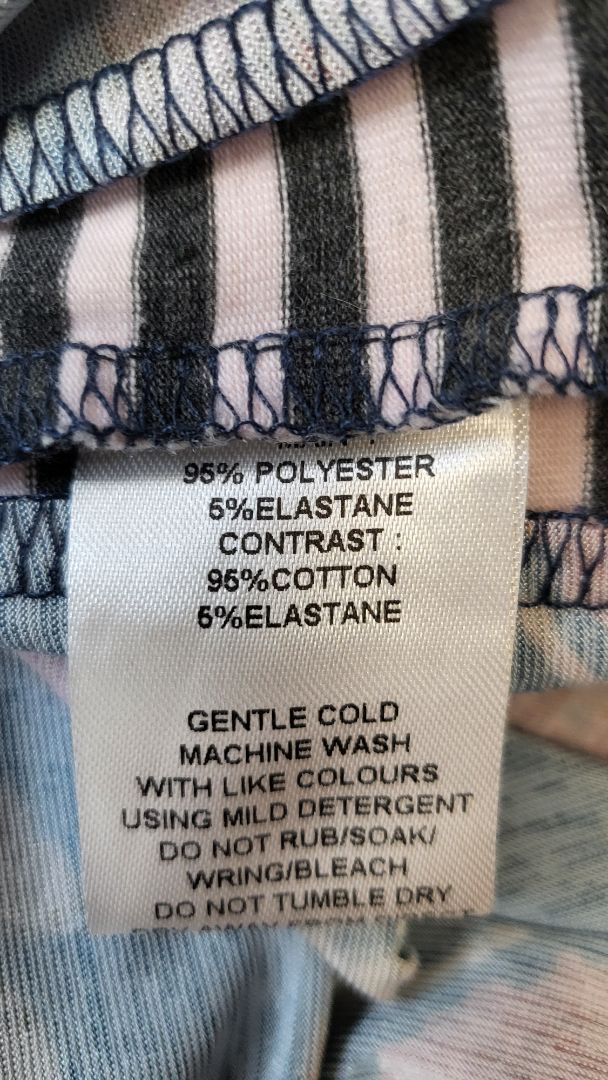 95% POLYESTER
5%ELASTANE
CONTRAST :
95%COTTON
5%ELASTANE
GENTLE COLD
MACHINE WASH
WITH LIKE COLOURS
USING MILD DETERGENT
DO NOT RUB/SOAK/
WRING/BLEACH
DO NOT TUMBLE DRY